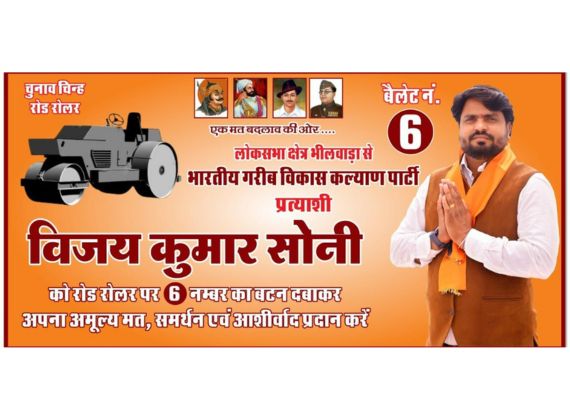 चुनाव चिन्ह
रोड रोलर
एक मत बदलाव की ओर ....
बैलेट नं.
6
लोकसभा क्षेत्र भीलवाड़ा से
भारतीय गरीब विकास कल्याण पार्टी
प्रत्याशी
विजय कुमार सोनी
को रोड रोलर पर 6 नम्बर का बटन दबाकर
अपना अमूल्य मत, समर्थन एवं आशीर्वाद प्रदान करें